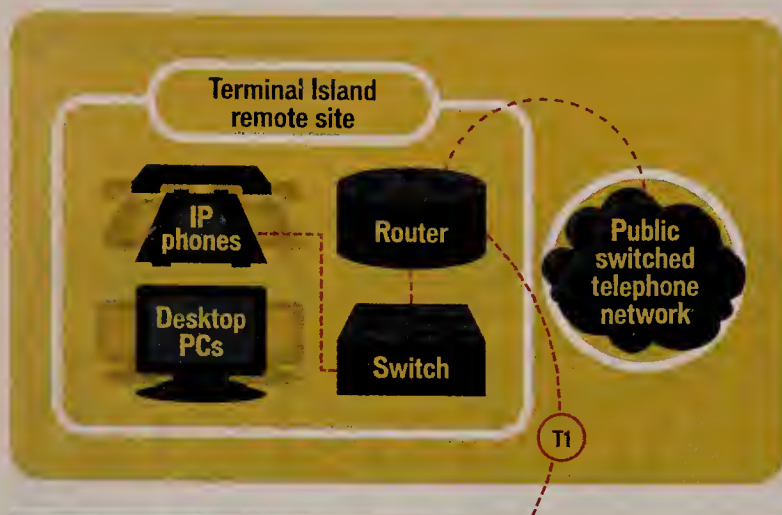 Terminal Island
remote site
IP
phones
Router
Public
switched
telephone
network
Desktop
PCs
Switch
T1